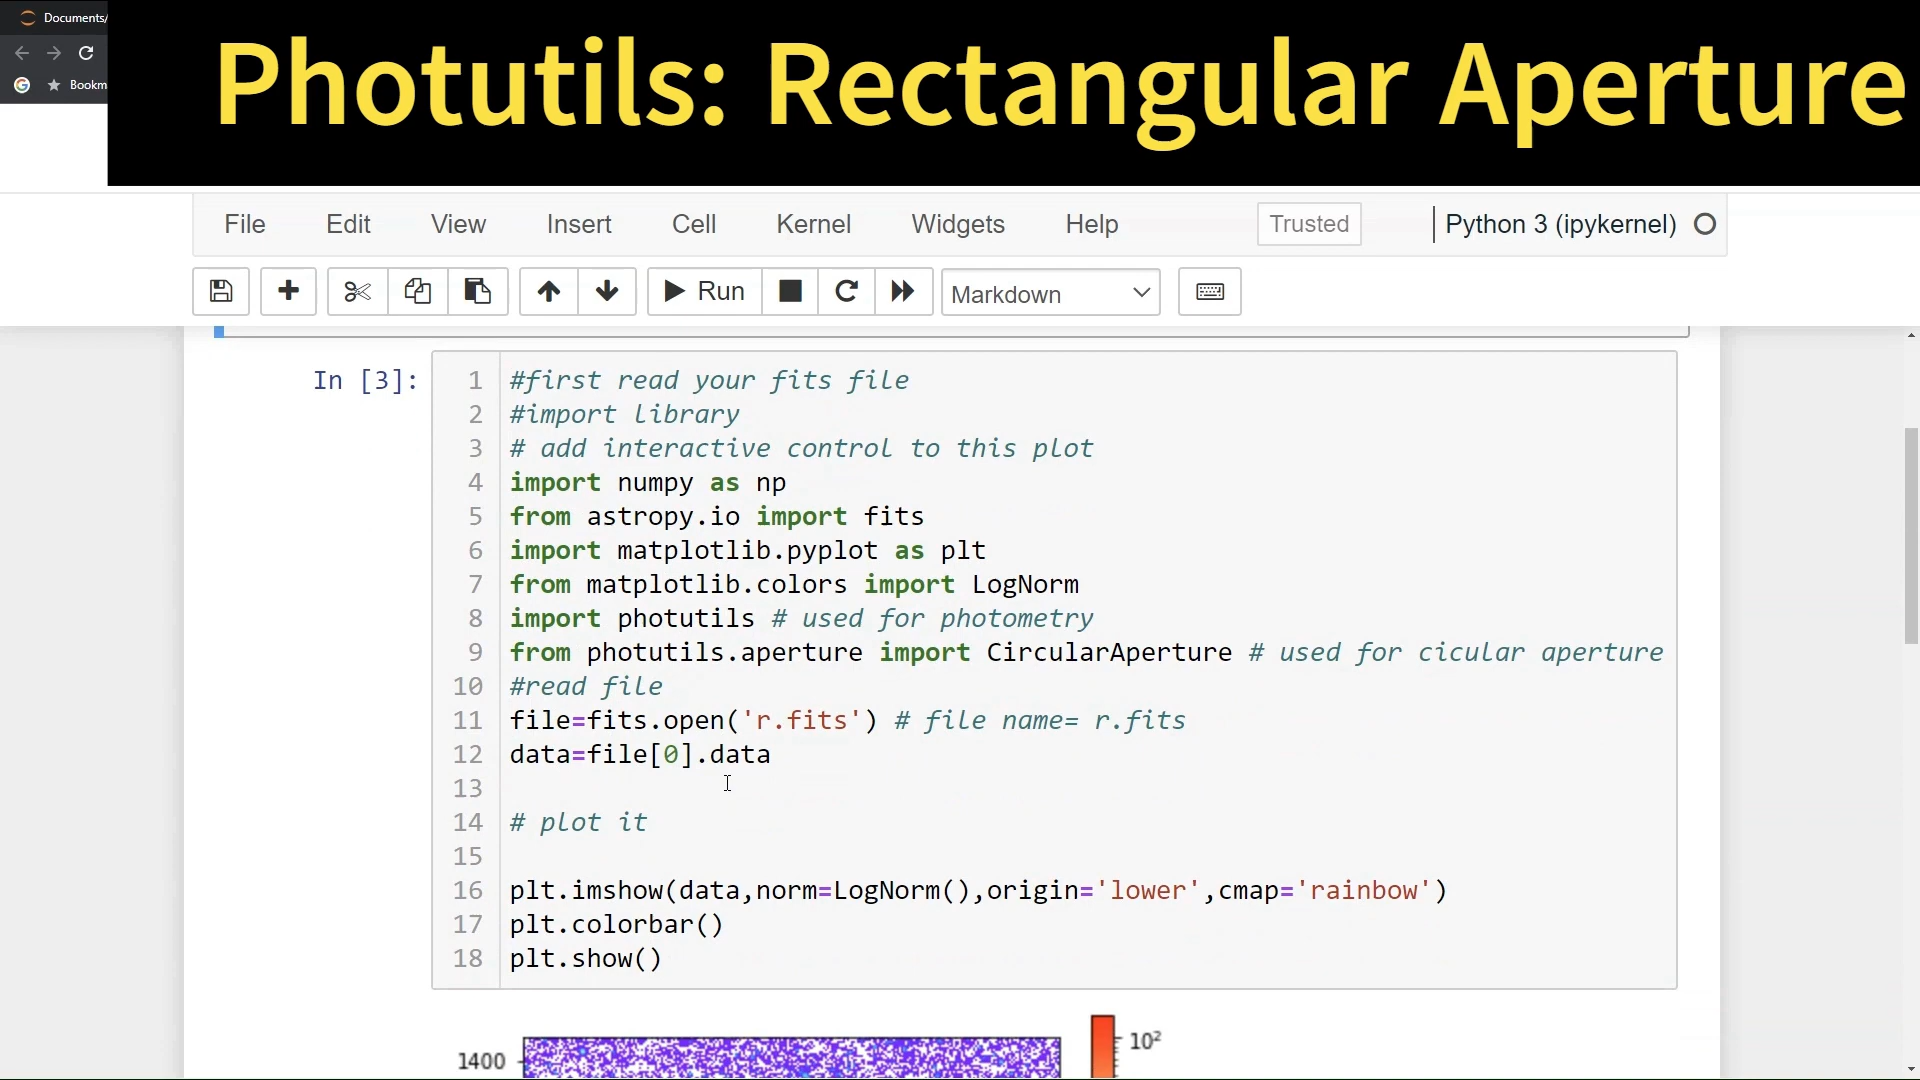 Documents/
Photutils: Rectangular Aperture
Bookm
File Edit View Insert Cell Kernel Widgets Help Trusted Python 3 (ipykernel)
Run Markdown
In [3]:
1 #first read your fits file
2 #import library
3 # add interactive control to this plot
4 import numpy as np
5 from astropy.io import fits
6 import matplotlib.pyplot as plt
7 from matplotlib.colors import LogNorm
8 import photutils # used for photometry
9 from photutils.aperture import CircularAperture # used for cicular aperture
10 #read file
11 file=fits.open('r.fits') # file name= r.fits
12 data=file[0].data
13
14 # plot it
15
16 plt.imshow(data,norm=LogNorm(),origin='lower',cmap='rainbow')
17 plt.colorbar()
18 plt.show()
1400
10²